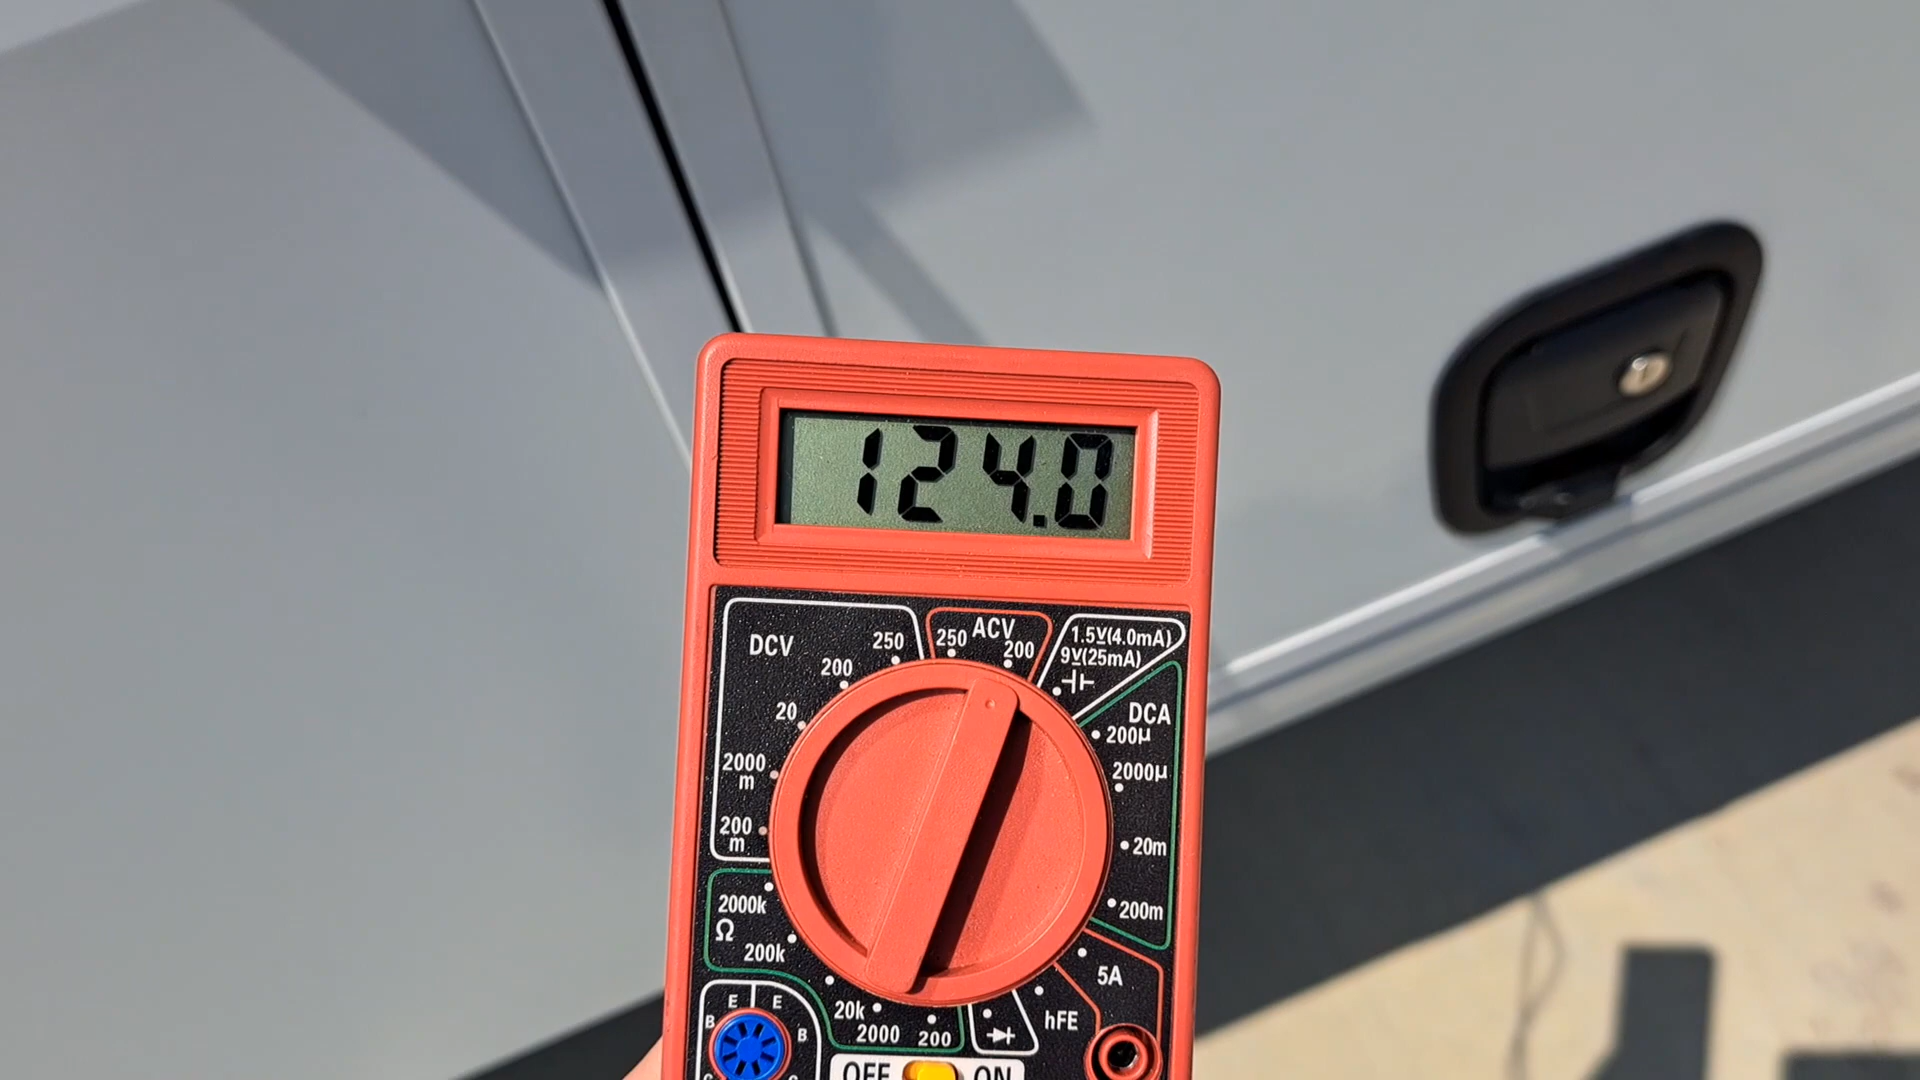 124.0
DCV
250
200
20
2000
m
200
m
250
ACV
200
1.5V(4.0mA)
9V(25mA)
DCA
200µ
2000µ
20m
200m
5A
hFE
2000k
Ω
200k
20k
2000
200
E E
B B
OFF ON